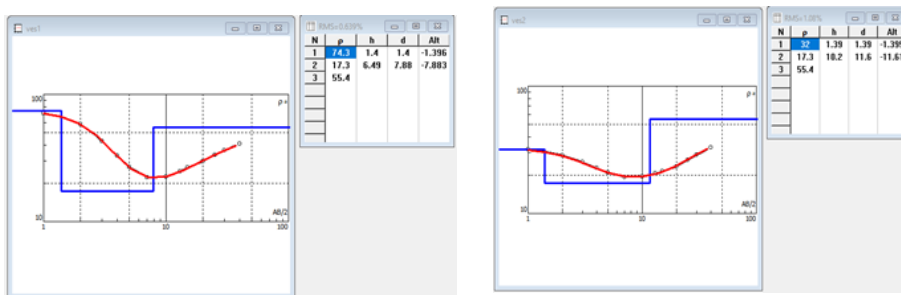 ves1
RMS=0.639%
N ρ h d Alt
1 74.3 1.4 1.4 -1.396
2 17.3 6.49 7.88 -7.883
3 55.4
100
ρ
10
AB/2
1 10 100
ves2
RMS=1.08%
N ρ h d Alt
1 32 1.39 1.39 -1.395
2 17.3 10.2 11.6 -11.61
3 55.4
100
ρ
10
AB/2
1 10 100